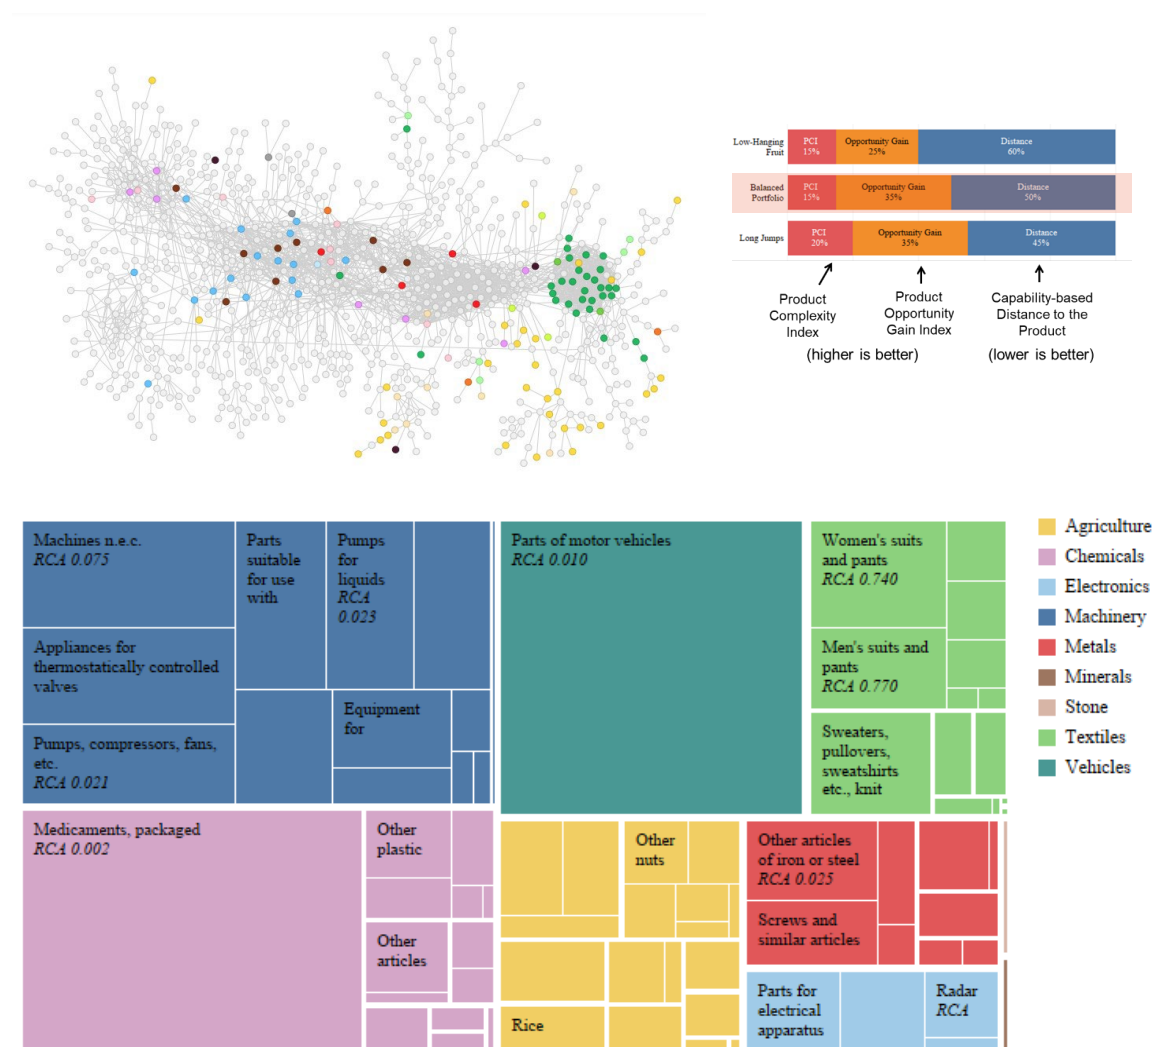 Low-Hanging
Fruit
PCI
15%
Opportunity Gain
25%
Distance
60%
Balanced
Portfolio
PCI
15%
Opportunity Gain
35%
Distance
50%
Long Jumps
PCI
20%
Opportunity Gain
35%
Distance
45%
Product
Complexity
Index
Product
Opportunity
Gain Index
Capability-based
Distance to the
Product
(higher is better)
(lower is better)
Machines n.e.c.
RCA 0.075
Parts
suitable
for use
with
Pumps
for
liquids
RCA
0.023
Appliances for
thermostatically controlled
valves
Pumps, compressors, fans,
etc.
RCA 0.021
Equipment
for
Parts of motor vehicles
RCA 0.010
Women's suits
and pants
RCA 0.740
Men's suits and
pants
RCA 0.770
Sweaters,
pullovers,
sweatshirts
etc., knit
Medicaments, packaged
RCA 0.002
Other
plastic
Other
articles
Other
nuts
Rice
Other articles
of iron or steel
RCA 0.025
Screws and
similar articles
Parts for
electrical
apparatus
Radar
RCA
Agriculture
Chemicals
Electronics
Machinery
Metals
Minerals
Stone
Textiles
Vehicles